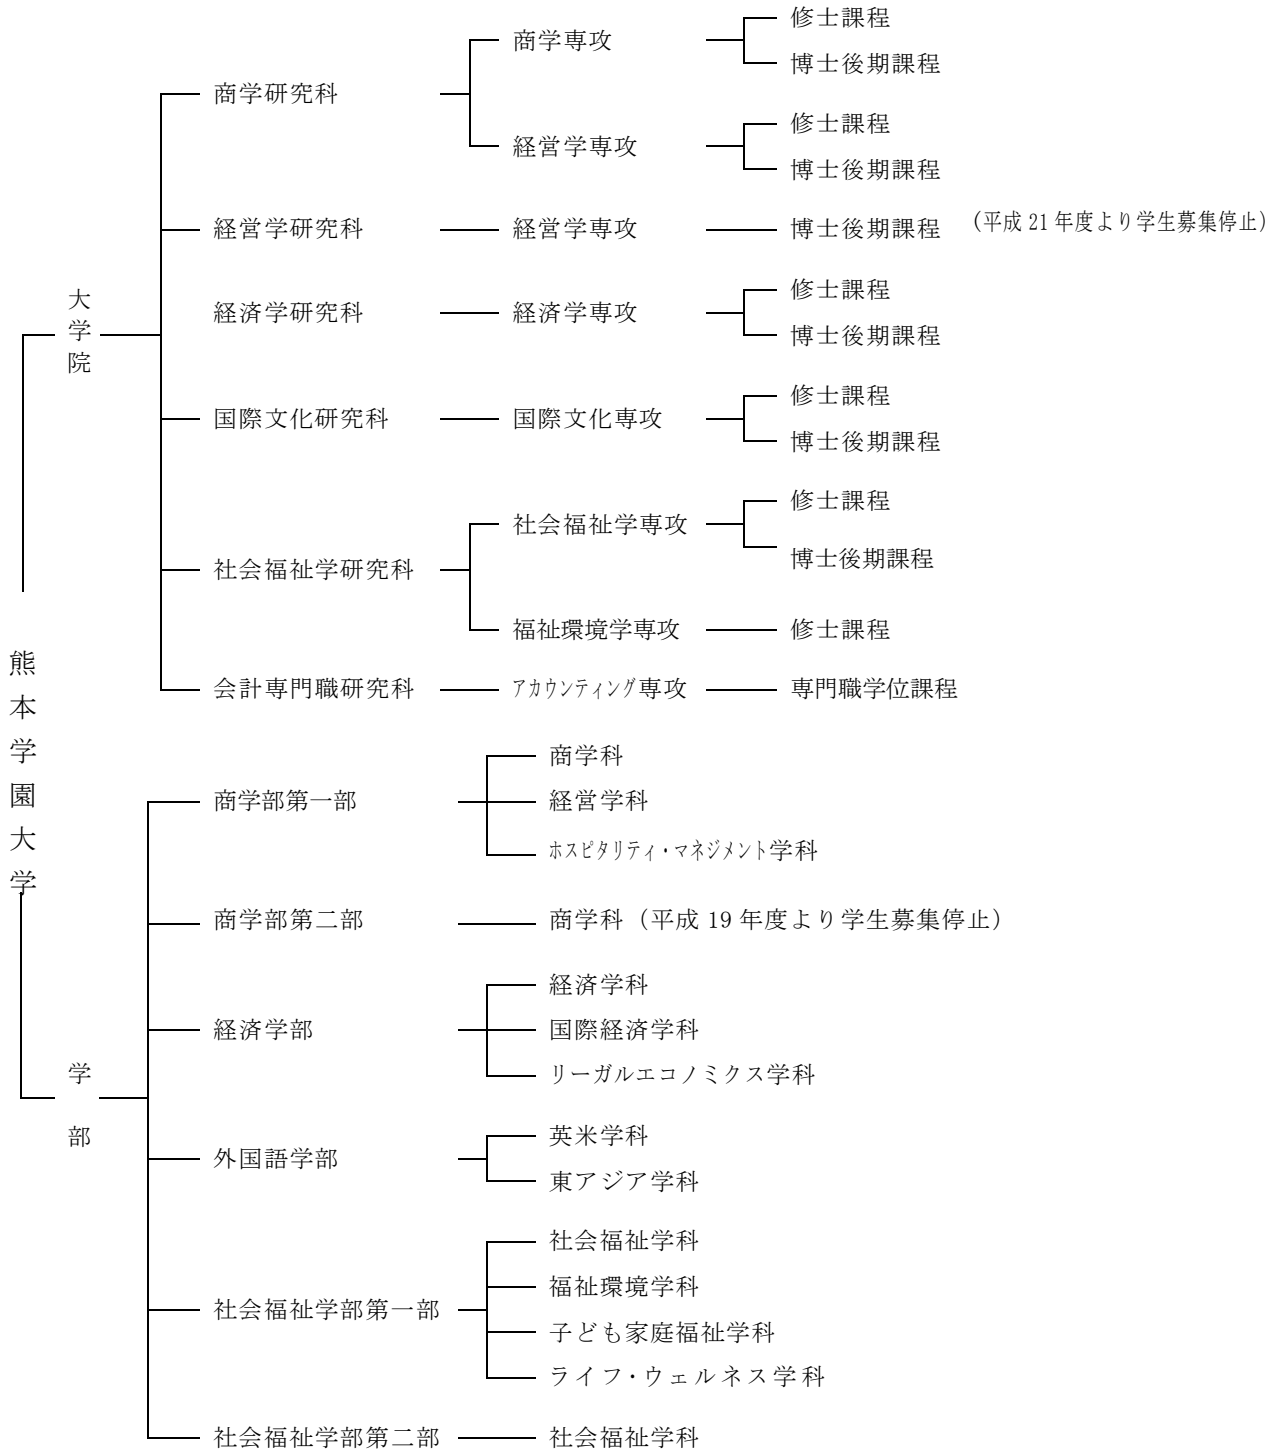 熊本学園大学
大学院
商学研究科
商学専攻
修士課程
博士後期課程
経営学専攻
修士課程
博士後期課程
経営学研究科
経営学専攻
博士後期課程
（平成 21 年度より学生募集停止）
経済学研究科
経済学専攻
修士課程
博士後期課程
国際文化研究科
国際文化専攻
修士課程
博士後期課程
社会福祉学研究科
社会福祉学専攻
修士課程
博士後期課程
福祉環境学専攻
修士課程
会計専門職研究科
アカウンティング専攻
専門職学位課程
学部
商学部第一部
商学科
経営学科
ホスピタリティ・マネジメント学科
商学部第二部
商学科（平成 19 年度より学生募集停止）
経済学部
経済学科
国際経済学科
リーガルエコノミクス学科
外国語学部
英米学科
東アジア学科
社会福祉学部第一部
社会福祉学科
福祉環境学科
子ども家庭福祉学科
ライフ・ウェルネス学科
社会福祉学部第二部
社会福祉学科